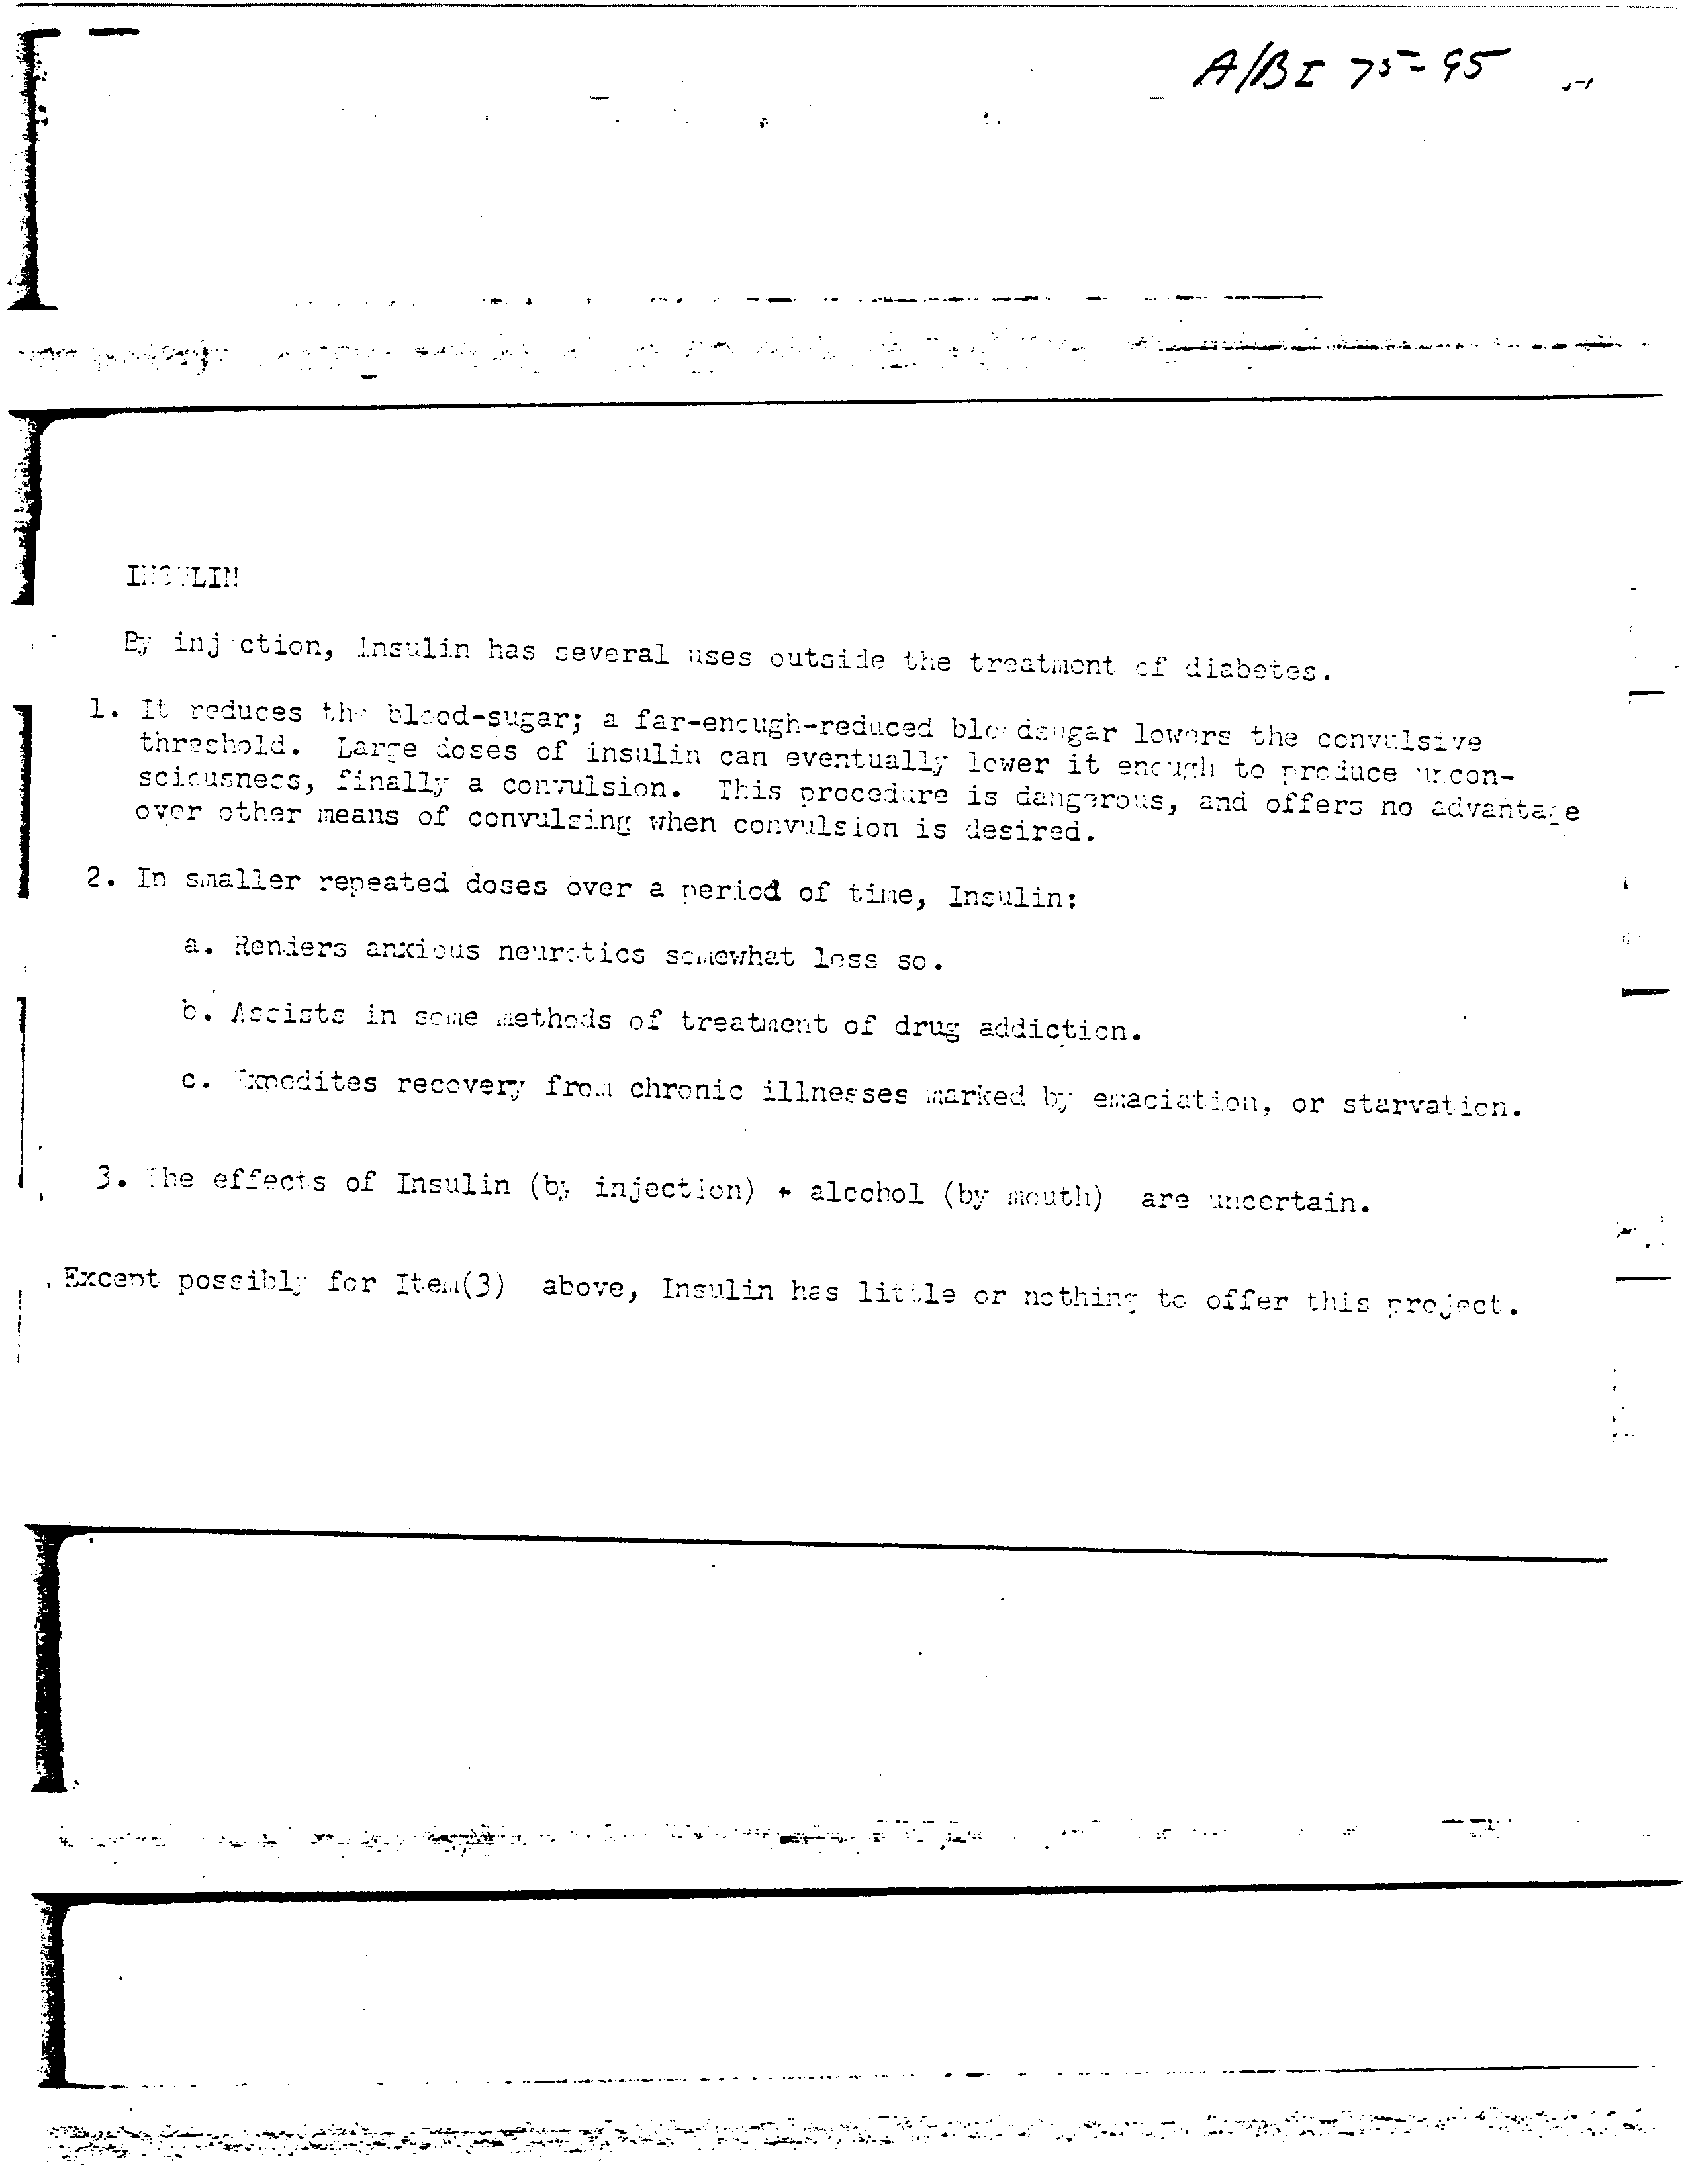 A/BI 75-95
INSULIN
By injection, Insulin has several uses outside the treatment of diabetes.
1. It reduces the blood-sugar; a far-enough-reduced bloodsugar lowers the convulsive
threshold. Large doses of insulin can eventually lower it enough to produce uncon-
sciousness, finally a convulsion. This procedure is dangerous, and offers no advantage
over other means of convulsing when convulsion is desired.
2. In smaller repeated doses over a period of time, Insulin:
a. Renders anxious neurotics somewhat less so.
b. Assists in some methods of treatment of drug addiction.
c. Expedites recovery from chronic illnesses marked by emaciation, or starvation.
3. The effects of Insulin (by injection) + alcohol (by mouth) are uncertain.
Except possibly for Item(3) above, Insulin has little or nothing to offer this project.